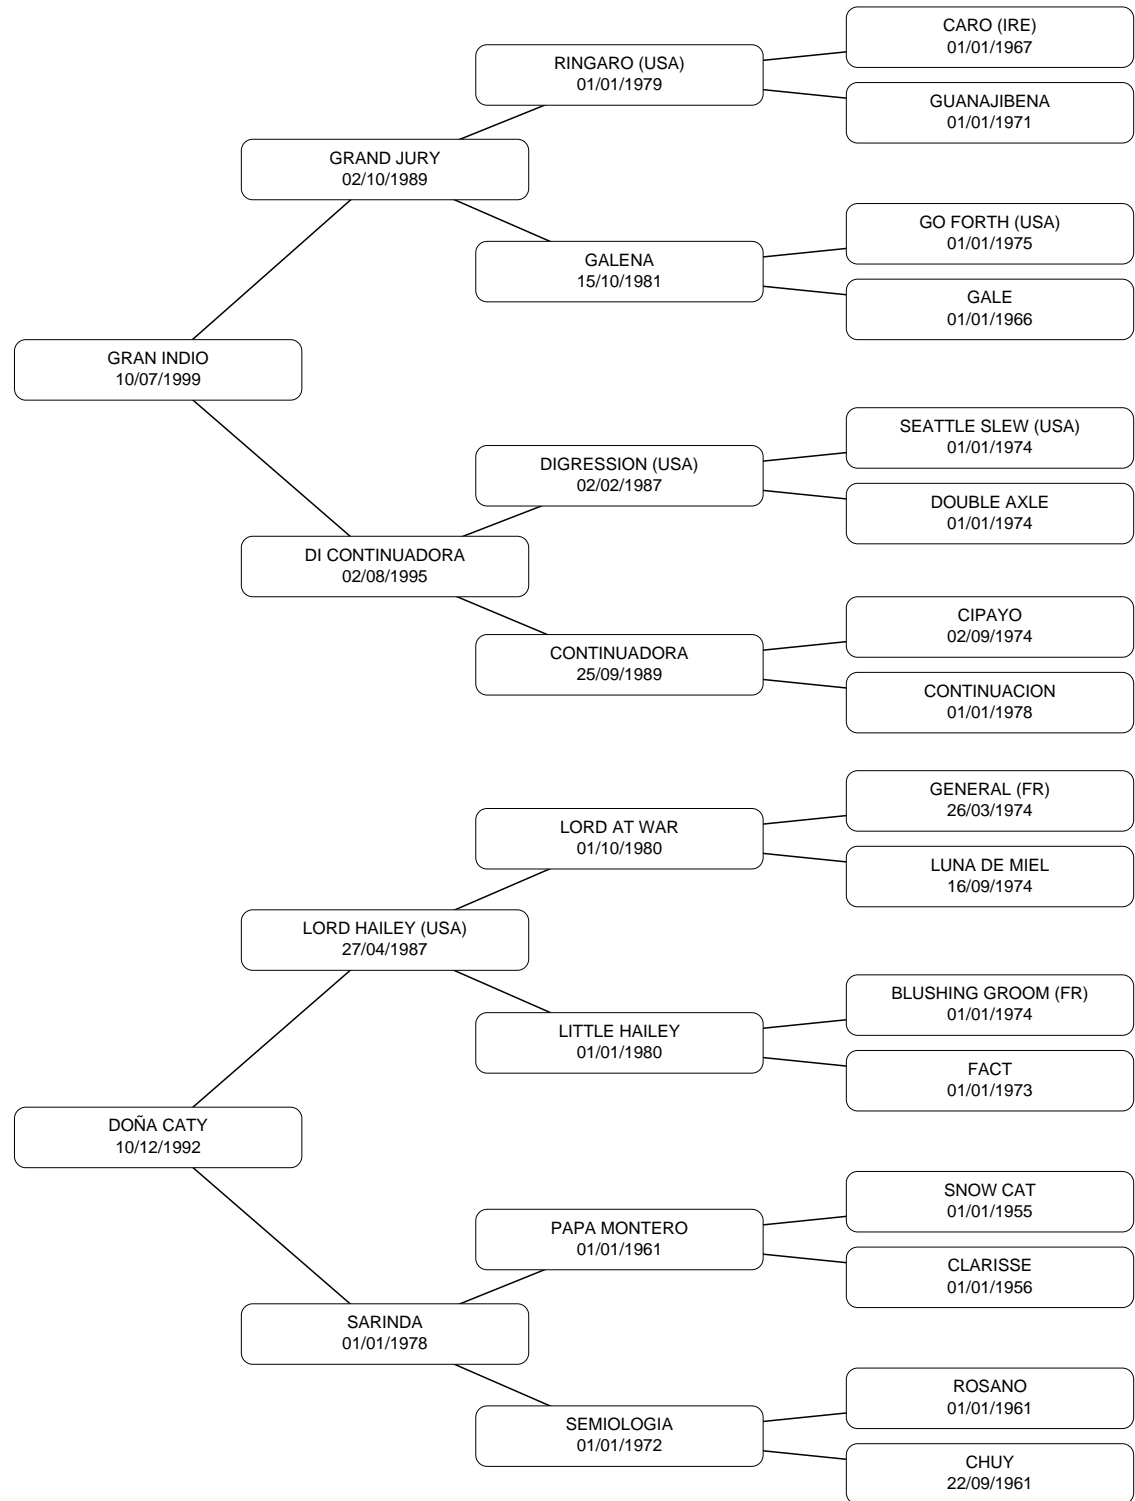 CARO (IRE)
01/01/1967
RINGARO (USA)
01/01/1979
GUANAJIBENA
01/01/1971
GRAND JURY
02/10/1989
GO FORTH (USA)
01/01/1975
GALENA
15/10/1981
GALE
01/01/1966
GRAN INDIO
10/07/1999
SEATTLE SLEW (USA)
01/01/1974
DIGRESSION (USA)
02/02/1987
DOUBLE AXLE
01/01/1974
DI CONTINUADORA
02/08/1995
CIPAYO
02/09/1974
CONTINUADORA
25/09/1989
CONTINUACION
01/01/1978
GENERAL (FR)
26/03/1974
LORD AT WAR
01/10/1980
LUNA DE MIEL
16/09/1974
LORD HAILEY (USA)
27/04/1987
BLUSHING GROOM (FR)
01/01/1974
LITTLE HAILEY
01/01/1980
FACT
01/01/1973
DOÑA CATY
10/12/1992
SNOW CAT
01/01/1955
PAPA MONTERO
01/01/1961
CLARISSE
01/01/1956
SARINDA
01/01/1978
ROSANO
01/01/1961
SEMIOLOGIA
01/01/1972
CHUY
22/09/1961